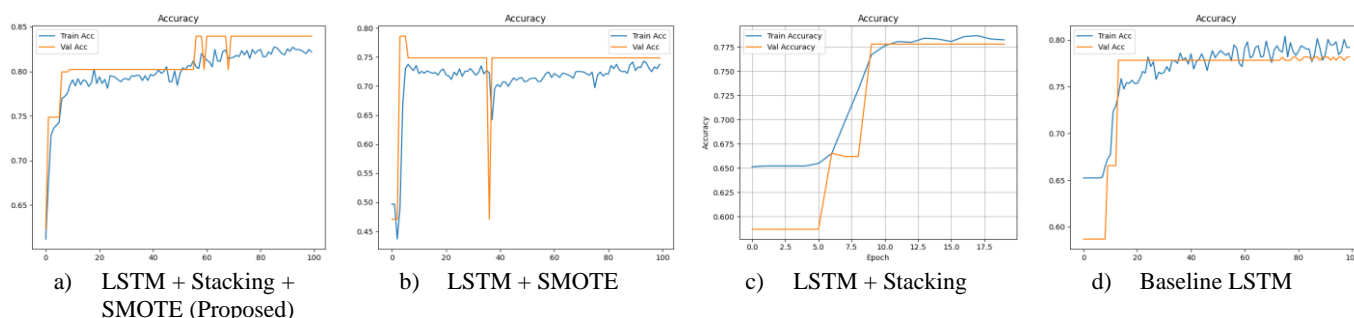 Accuracy
Train Acc
Val Acc
0.85
0.80
0.75
0.70
0.65
0
20
40
60
80
100
a) LSTM + Stacking +
SMOTE (Proposed)
Accuracy
Train Acc
Val Acc
0.80
0.75
0.70
0.65
0.60
0.55
0.50
0.45
0
20
40
60
80
100
b) LSTM + SMOTE
Accuracy
Train Accuracy
Val Accuracy
Accuracy
0.775
0.750
0.725
0.700
0.675
0.650
0.625
0.600
0.0
2.5
5.0
7.5
10.0
12.5
15.0
17.5
Epoch
c) LSTM + Stacking
Accuracy
Train Acc
Val Acc
0.80
0.75
0.70
0.65
0.60
0
20
40
60
80
100
d) Baseline LSTM